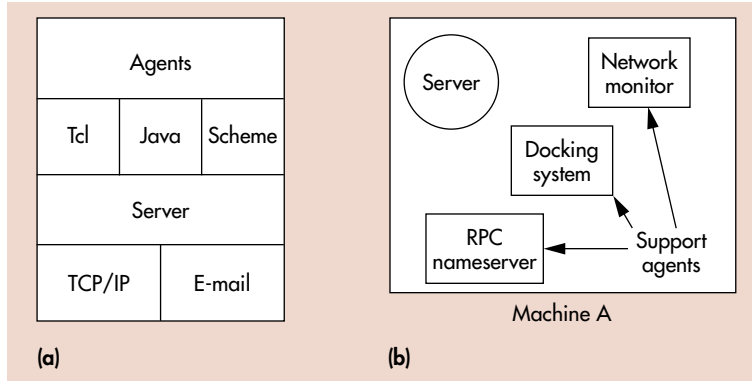 Agents
Tcl
Java
Scheme
Server
TCP/IP
E-mail
(a)
Server
Network
monitor
Docking
system
RPC
nameserver
Support
agents
Machine A
(b)